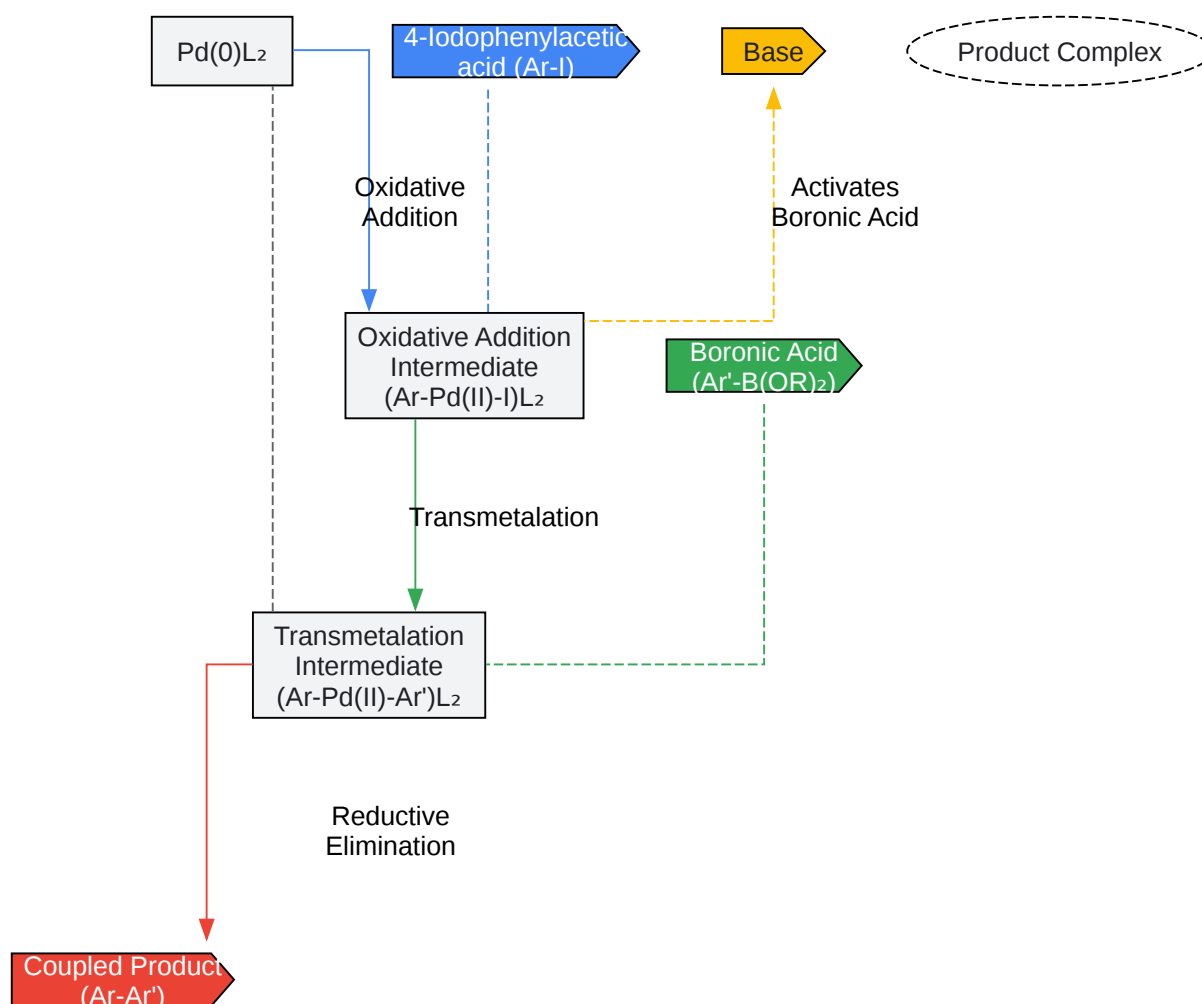 Pd(0)L₂
4-Iodophenylacetic
acid (Ar-I)
Base
Product Complex
Oxidative
Addition
Activates
Boronic Acid
Oxidative Addition
Intermediate
(Ar-Pd(II)-I)L₂
Boronic Acid
(Ar'-B(OR)₂)
Transmetalation
Transmetalation
Intermediate
(Ar-Pd(II)-Ar')L₂
Reductive
Elimination
Coupled Product
(Ar-Ar')